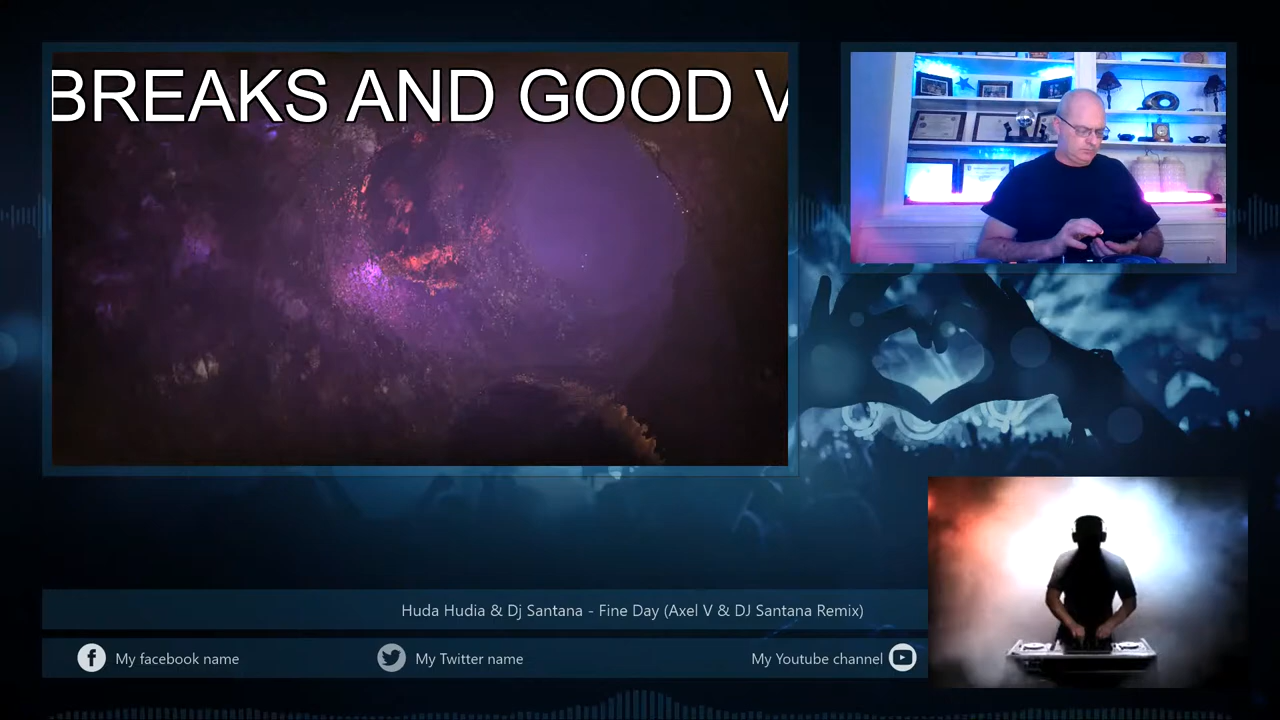 BREAKS AND GOOD V
Huda Hudia & Dj Santana - Fine Day (Axel V & DJ Santana Remix)
My facebook name
My Twitter name
My Youtube channel